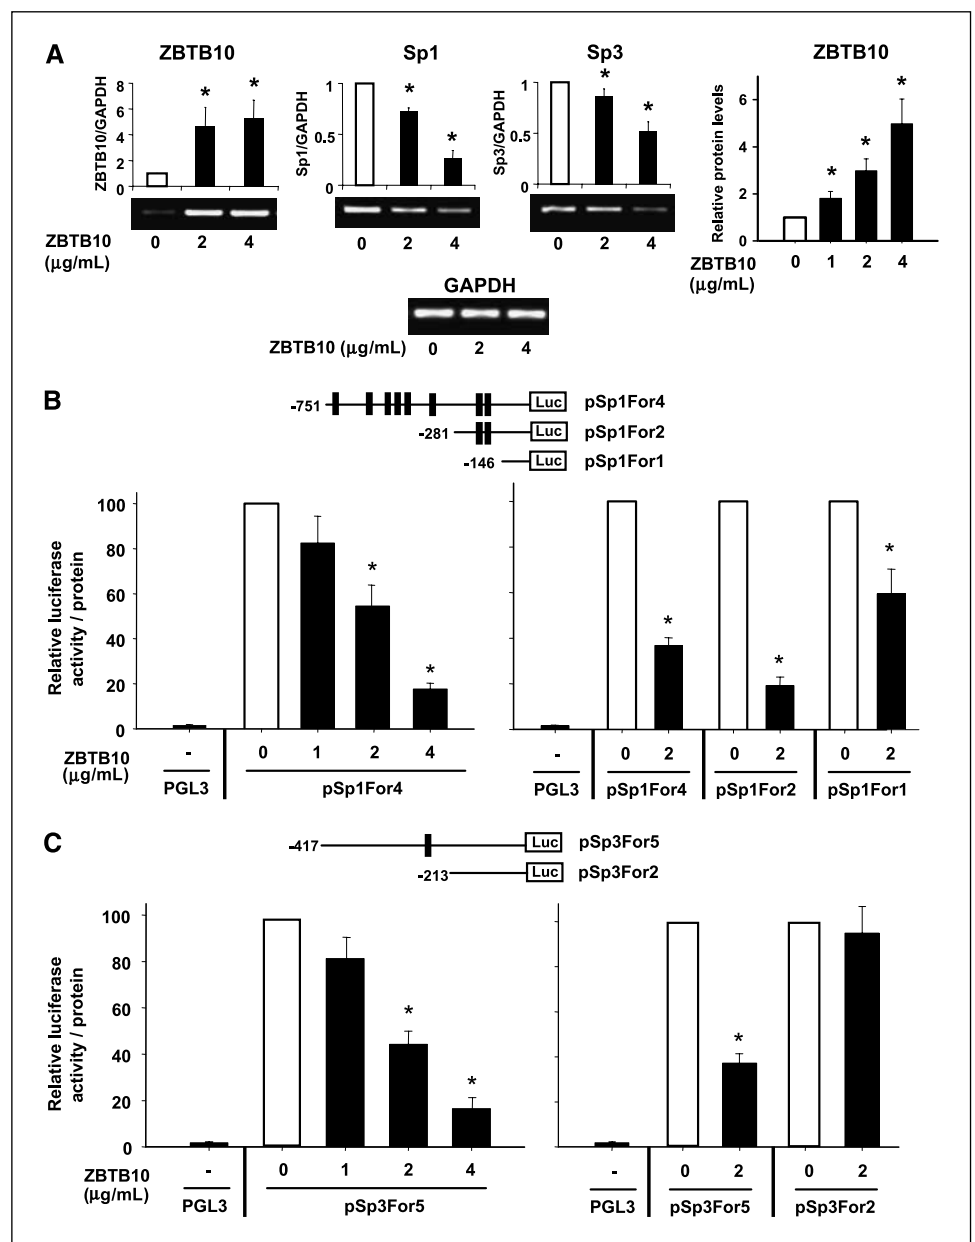 A
ZBTB10
Sp1
Sp3
ZBTB10
ZBTB10/GAPDH
8
6
4
2
0
*
*
Sp1/GAPDH
1
0.5
0
*
*
Sp3/GAPDH
1
0.5
0
*
*
Relative protein levels
6
4
2
0
*
*
*
ZBTB10
(μg/mL)
0
2
4
0
2
4
0
2
4
ZBTB10
(μg/mL)
0
1
2
4
GAPDH
ZBTB10 (μg/mL)
0
2
4
B
-751
Luc
pSp1For4
-281
Luc
pSp1For2
-146
Luc
pSp1For1
Relative luciferase
activity / protein
100
80
60
40
20
0
*
*
*
*
*
ZBTB10
(μg/mL)
-
0
1
2
4
PGL3
pSp1For4
-
0
2
0
2
0
2
PGL3
pSp1For4
pSp1For2
pSp1For1
C
-417
Luc
pSp3For5
-213
Luc
pSp3For2
Relative luciferase
activity / protein
100
80
60
40
20
0
*
*
*
ZBTB10
(μg/mL)
-
0
1
2
4
PGL3
pSp3For5
-
0
2
0
2
PGL3
pSp3For5
pSp3For2